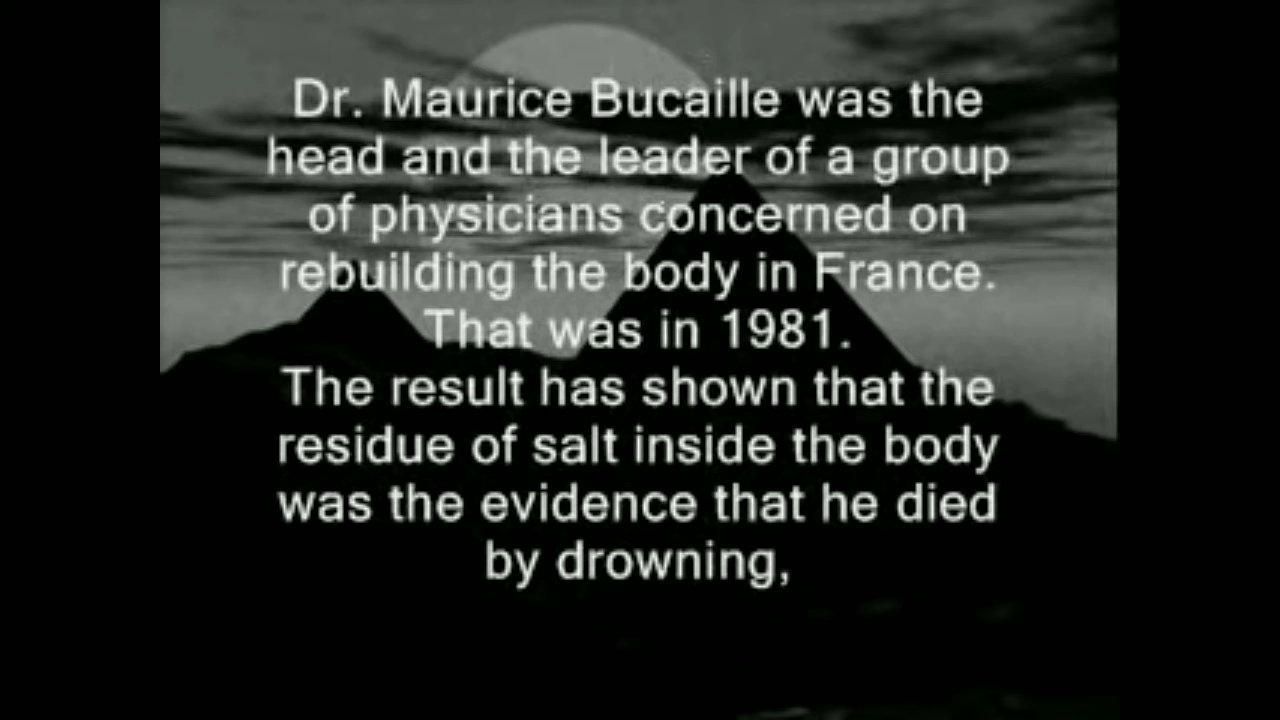 Dr. Maurice Bucaille was the
head and the leader of a group
of physicians concerned on
rebuilding the body in France.
That was in 1981.
The result has shown that the
residue of salt inside the body
was the evidence that he died
by drowning,